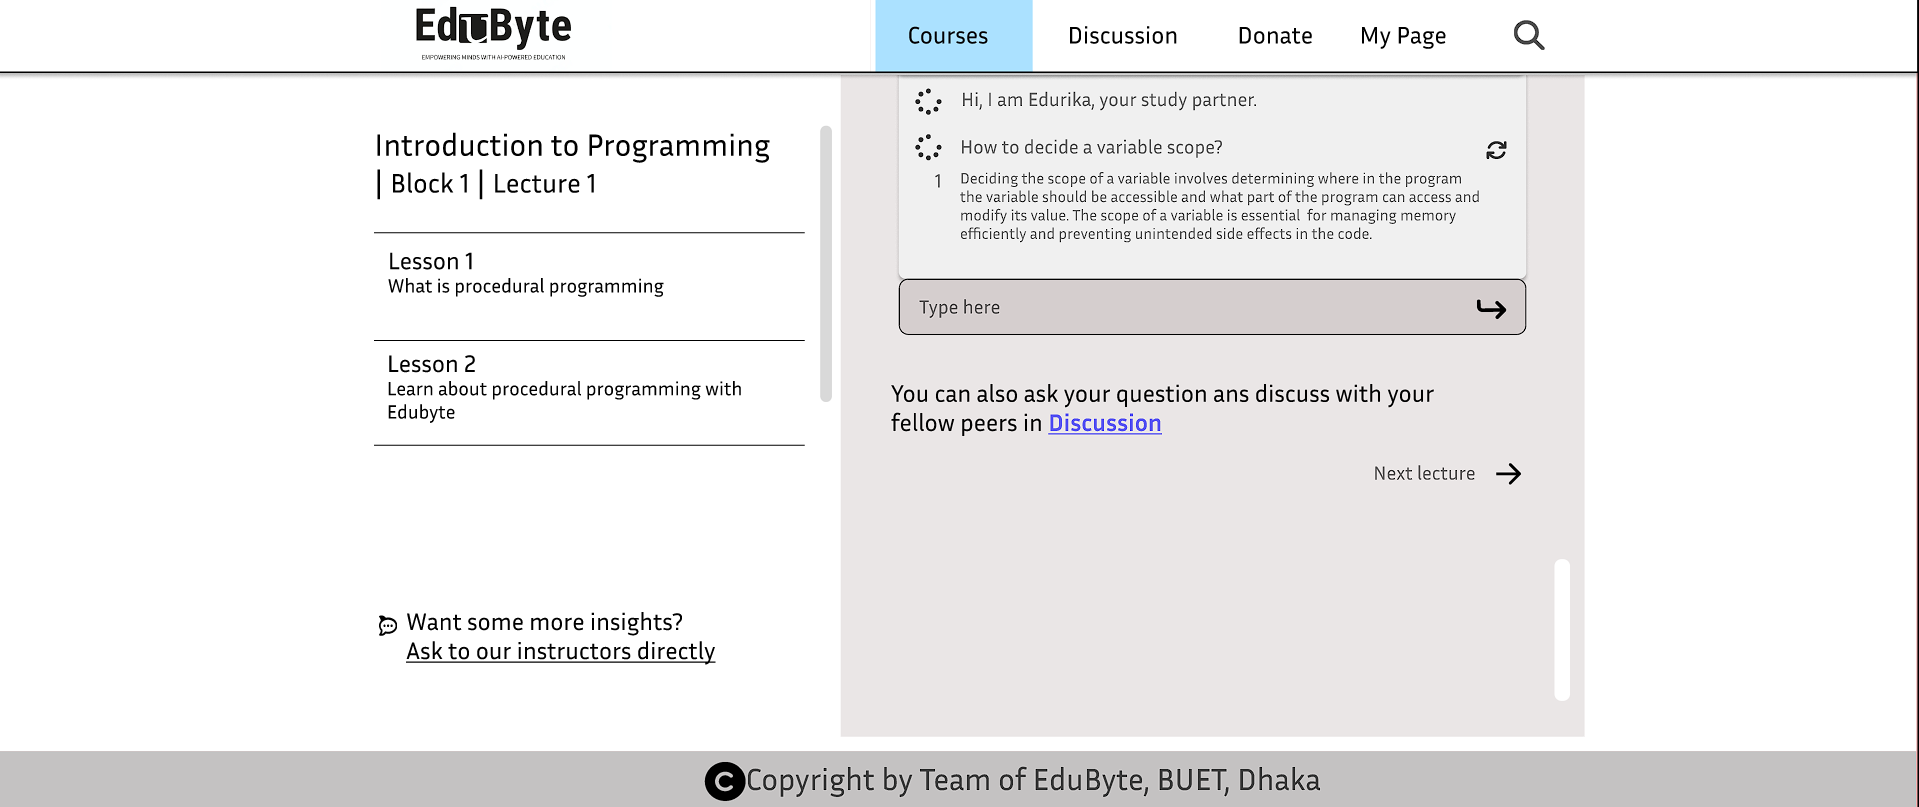 EduByte
EMPOWERING MINDS WITH AI-POWERED EDUCATION
Courses
Discussion
Donate
My Page
Introduction to Programming
| Block 1 | Lecture 1
Lesson 1
What is procedural programming
Lesson 2
Learn about procedural programming with
Edubyte
Want some more insights?
Ask to our instructors directly
Hi, I am Edurika, your study partner.
How to decide a variable scope?
1 Deciding the scope of a variable involves determining where in the program
the variable should be accessible and what part of the program can access and
modify its value. The scope of a variable is essential for managing memory
efficiently and preventing unintended side effects in the code.
Type here
You can also ask your question ans discuss with your
fellow peers in Discussion
Next lecture
© Copyright by Team of EduByte, BUET, Dhaka